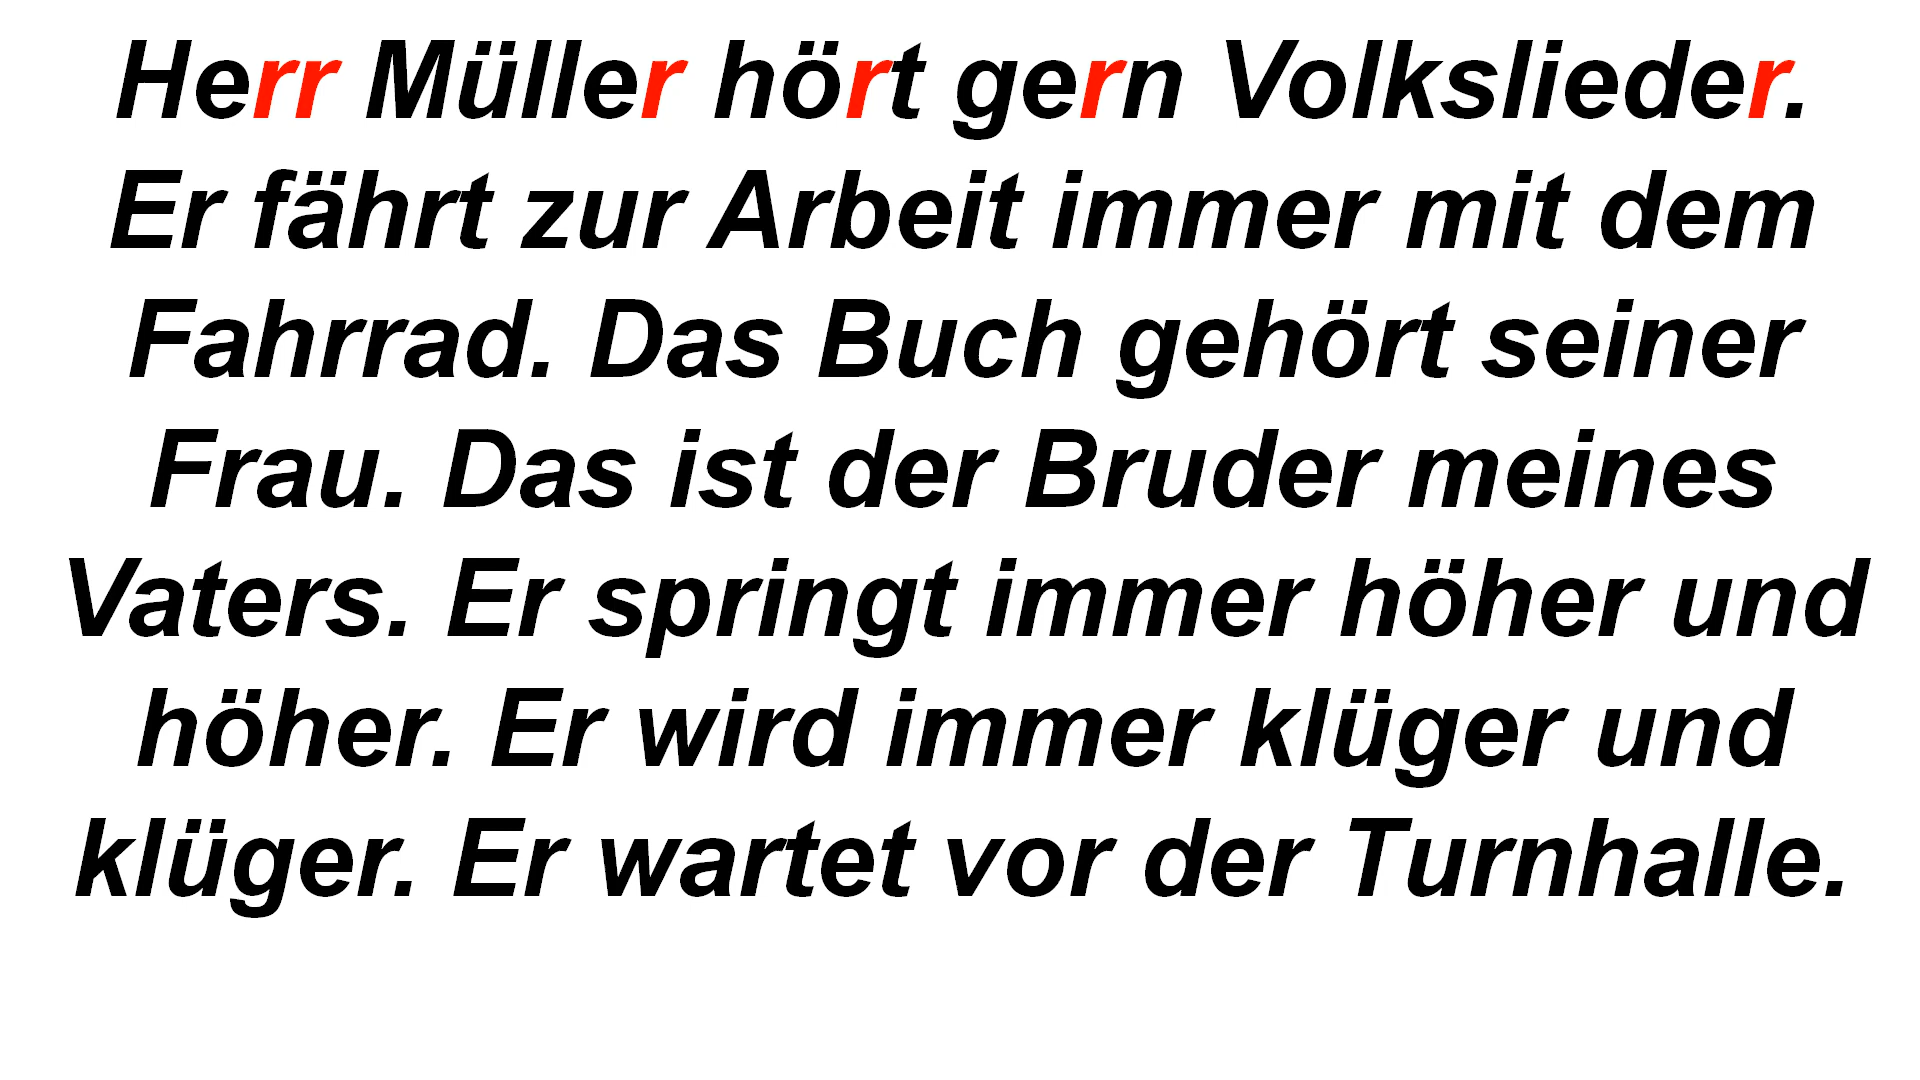 Herr Müller hört gern Volkslieder.
Er fährt zur Arbeit immer mit dem
Fahrrad. Das Buch gehört seiner
Frau. Das ist der Bruder meines
Vaters. Er springt immer höher und
höher. Er wird immer klüger und
klüger. Er wartet vor der Turnhalle.